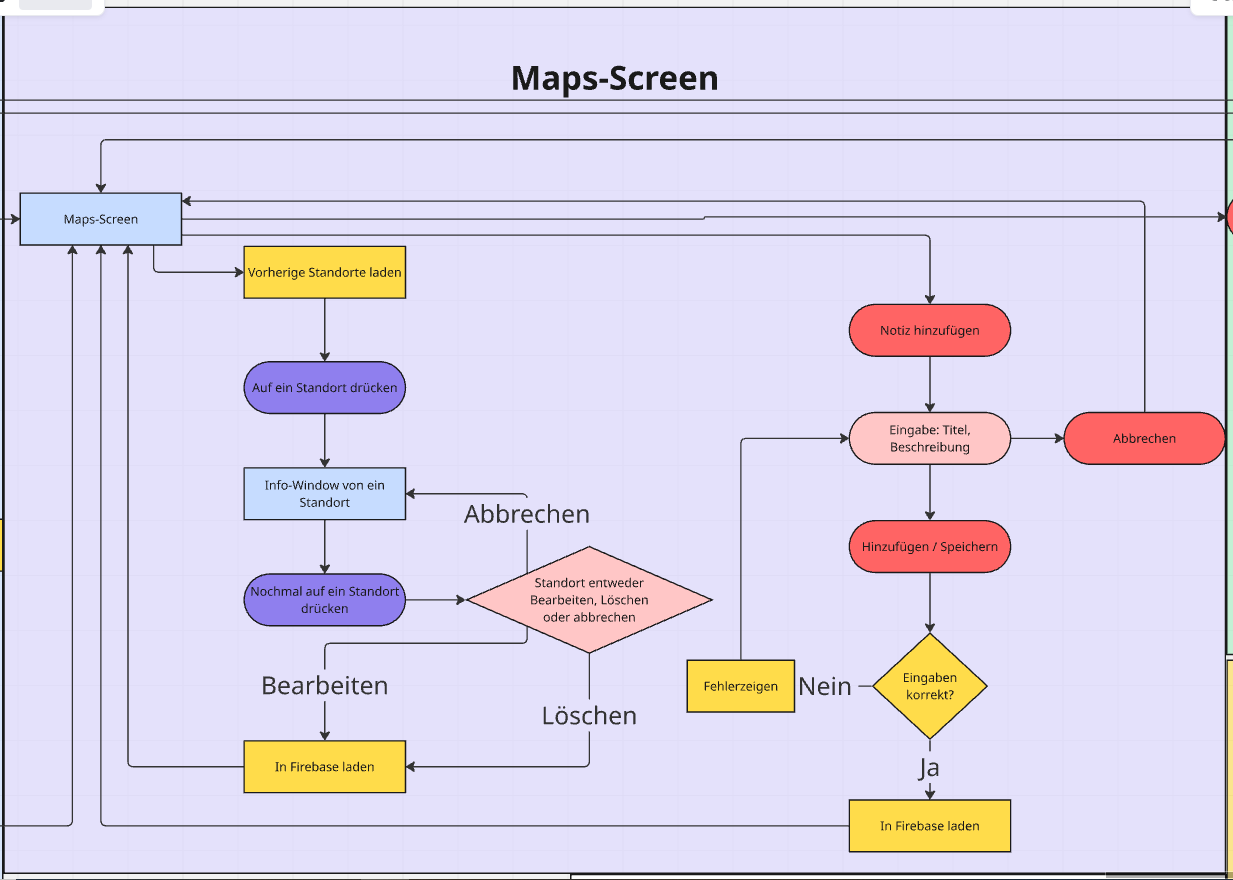 Maps-Screen
Maps-Screen
Vorherige Standorte laden
Notiz hinzufügen
Auf ein Standort drücken
Eingabe: Titel,
Beschreibung
Abbrechen
Info-Window von ein
Standort
Abbrechen
Hinzufügen / Speichern
Nochmal auf ein Standort
drücken
Standort entweder
Bearbeiten, Löschen
oder abbrechen
Bearbeiten
Löschen
Fehlerzeigen
Nein
Eingaben
korrekt?
In Firebase laden
Ja
In Firebase laden